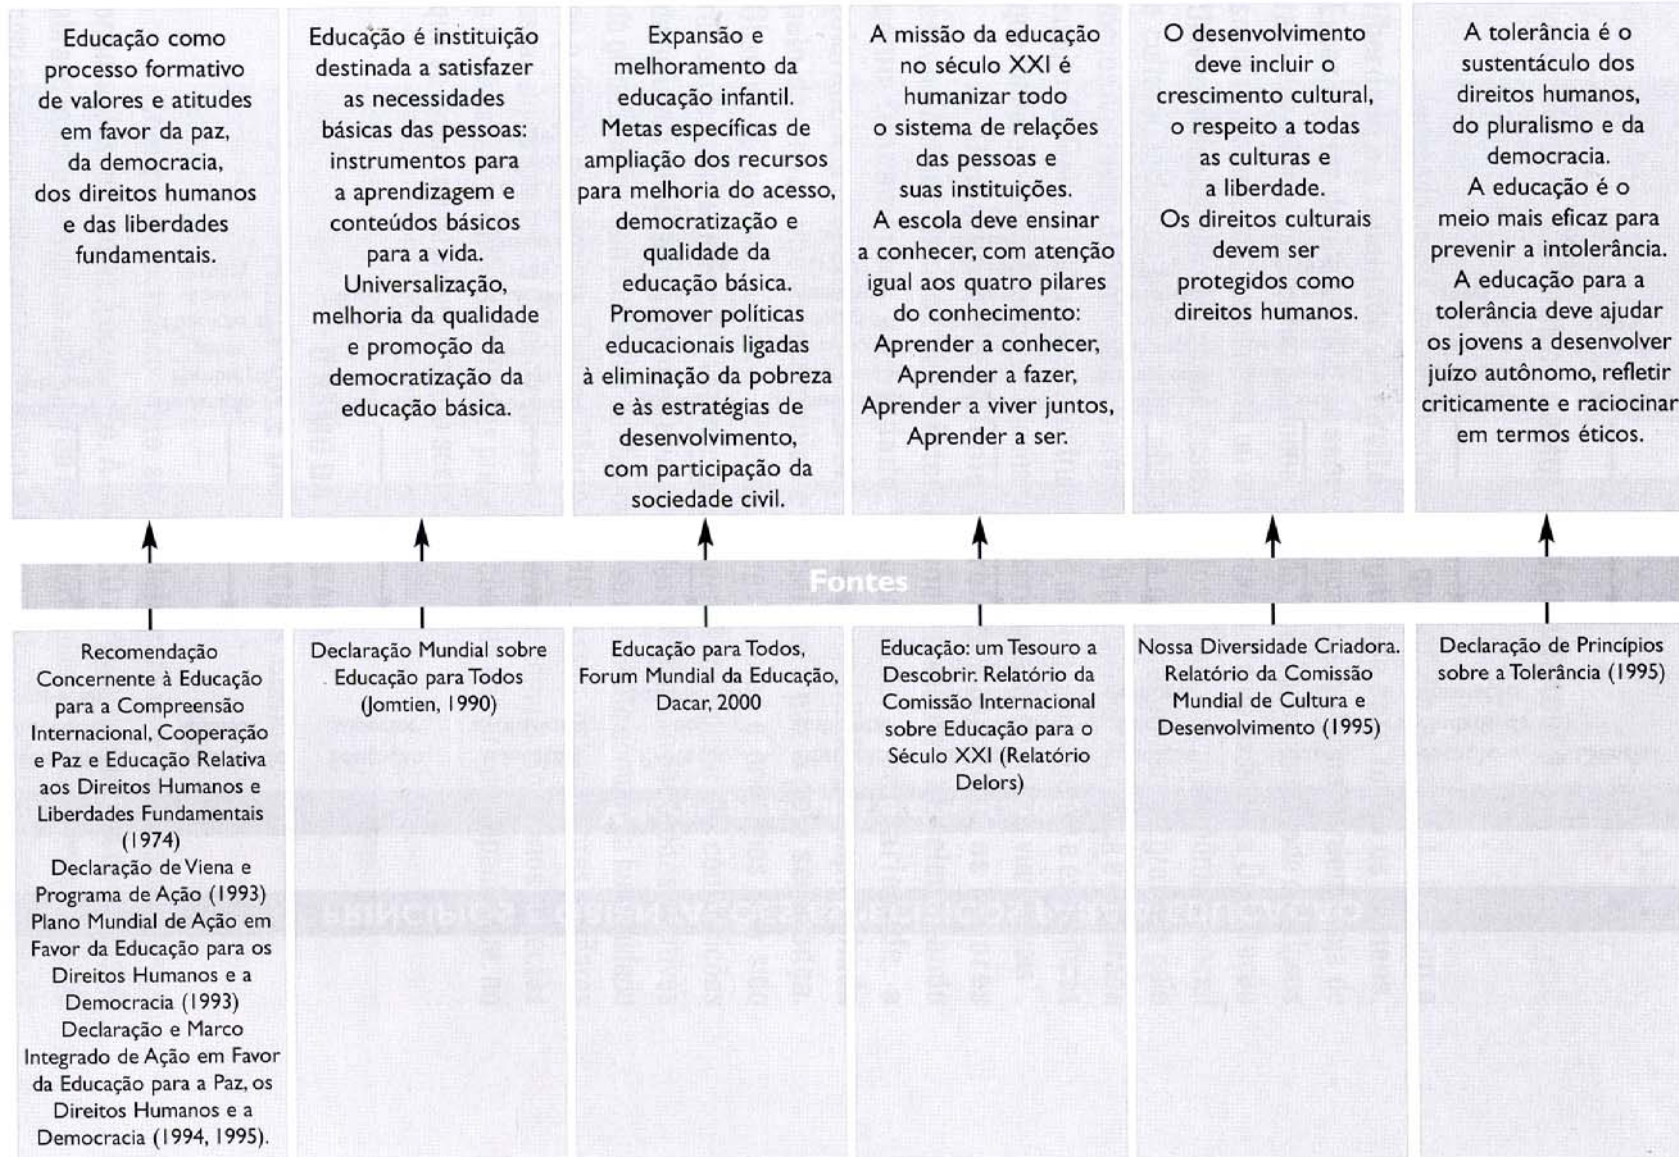 Educação como
processo formativo
de valores e atitudes
em favor da paz,
da democracia,
dos direitos humanos
e das liberdades
fundamentais.
Educação é instituição
destinada a satisfazer
as necessidades
básicas das pessoas:
instrumentos para
a aprendizagem e
conteúdos básicos
para a vida.
Universalização,
melhoria da qualidade
e promoção da
democratização da
educação básica.
Expansão e
melhoramento da
educação infantil.
Metas específicas de
ampliação dos recursos
para melhoria do acesso,
democratização e
qualidade da
educação básica.
Promover políticas
educacionais ligadas
à eliminação da pobreza
e às estratégias de
desenvolvimento,
com participação da
sociedade civil.
A missão da educação
no século XXI é
humanizar todo
o sistema de relações
das pessoas e
suas instituições.
A escola deve ensinar
a conhecer, com atenção
igual aos quatro pilares
do conhecimento:
Aprender a conhecer,
Aprender a fazer,
Aprender a viver juntos,
Aprender a ser.
O desenvolvimento
deve incluir o
crescimento cultural,
o respeito a todas
as culturas e
a liberdade.
Os direitos culturais
devem ser
protegidos como
direitos humanos.
A tolerância é o
sustentáculo dos
direitos humanos,
do pluralismo e da
democracia.
A educação é o
meio mais eficaz para
prevenir a intolerância.
A educação para a
tolerância deve ajudar
os jovens a desenvolver
juízo autônomo, refletir
criticamente e raciocinar
em termos éticos.
Fontes
Recomendação
Concernente à Educação
para a Compreensão
Internacional, Cooperação
e Paz e Educação Relativa
aos Direitos Humanos e
Liberdades Fundamentais
(1974)
Declaração de Viena e
Programa de Ação (1993)
Plano Mundial de Ação em
Favor da Educação para os
Direitos Humanos e a
Democracia (1993)
Declaração e Marco
Integrado de Ação em Favor
da Educação para a Paz, os
Direitos Humanos e a
Democracia (1994, 1995).
Declaração Mundial sobre
Educação para Todos
(Jomtien, 1990)
Educação para Todos,
Forum Mundial da Educação,
Dacar, 2000
Educação: um Tesouro a
Descobrir. Relatório da
Comissão Internacional
sobre Educação para o
Século XXI (Relatório
Delors)
Nossa Diversidade Criadora.
Relatório da Comissão
Mundial de Cultura e
Desenvolvimento (1995)
Declaração de Princípios
sobre a Tolerância (1995)